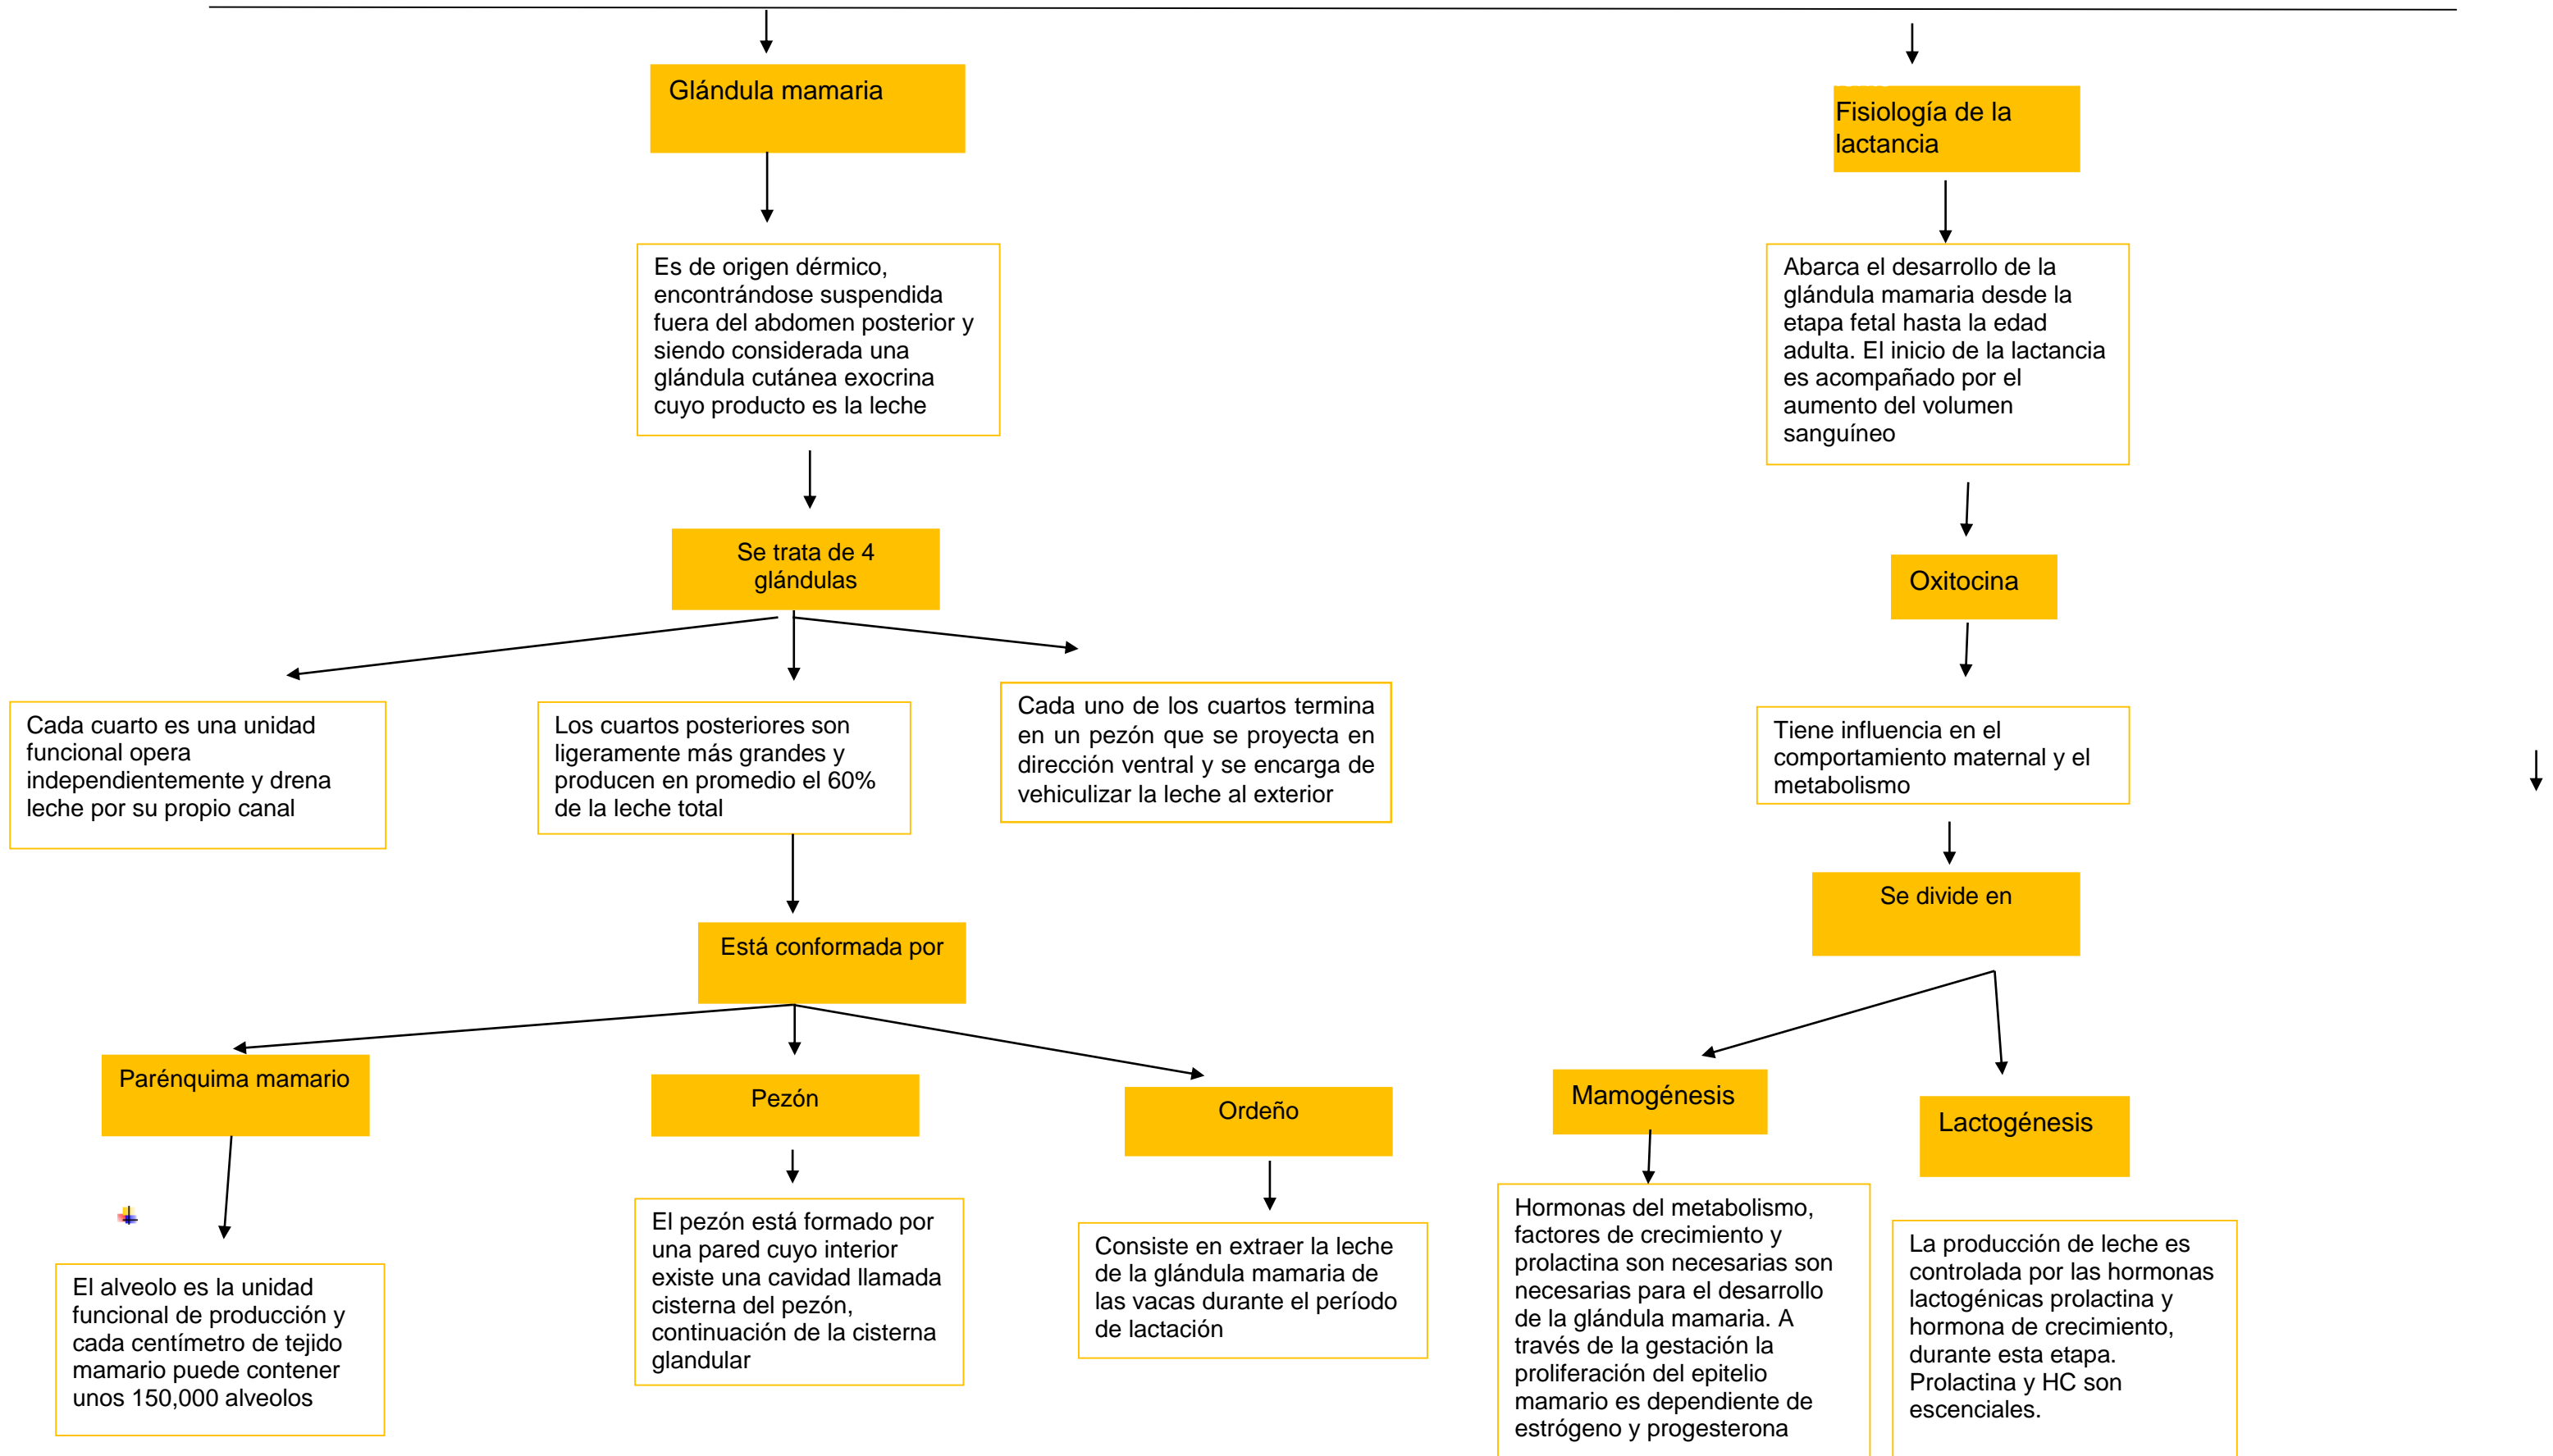 Glándula mamaria
Es de origen dérmico,
encontrándose suspendida
fuera del abdomen posterior y
siendo considerada una
glándula cutánea exocrina
cuyo producto es la leche
Se trata de 4
glándulas
Cada cuarto es una unidad
funcional opera
independientemente y drena
leche por su propio canal
Los cuartos posteriores son
ligeramente más grandes y
producen en promedio el 60%
de la leche total
Cada uno de los cuartos termina
en un pezón que se proyecta en
dirección ventral y se encarga de
vehiculizar la leche al exterior
Está conformada por
Parénquima mamario
El alveolo es la unidad
funcional de producción y
cada centímetro de tejido
mamario puede contener
unos 150,000 alveolos
Pezón
El pezón está formado por
una pared cuyo interior
existe una cavidad llamada
cisterna del pezón,
continuación de la cisterna
glandular
Ordeño
Consiste en extraer la leche
de la glándula mamaria de
las vacas durante el período
de lactación
Fisiología de la
lactancia
Abarca el desarrollo de la
glándula mamaria desde la
etapa fetal hasta la edad
adulta. El inicio de la lactancia
es acompañado por el
aumento del volumen
sanguíneo
Oxitocina
Tiene influencia en el
comportamiento maternal y el
metabolismo
Se divide en
Mamogénesis
Hormonas del metabolismo,
factores de crecimiento y
prolactina son necesarias son
necesarias para el desarrollo
de la glándula mamaria. A
través de la gestación la
proliferación del epitelio
mamario es dependiente de
estrógeno y progesterona
Lactogénesis
La producción de leche es
controlada por las hormonas
lactogénicas prolactina y
hormona de crecimiento,
durante esta etapa.
Prolactina y HC son
escenciales.